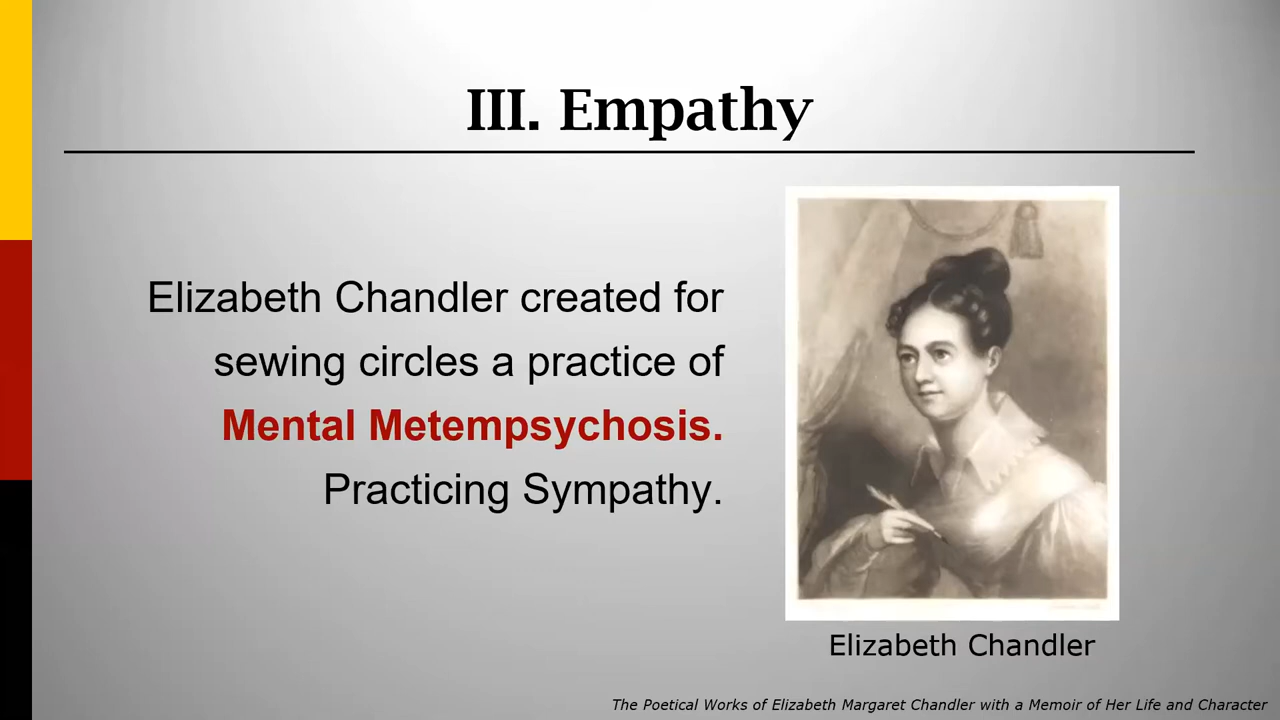 III. Empathy
Elizabeth Chandler created for
sewing circles a practice of
Mental Metempsychosis.
Practicing Sympathy.
Elizabeth Chandler
The Poetical Works of Elizabeth Margaret Chandler with a Memoir of Her Life and Character